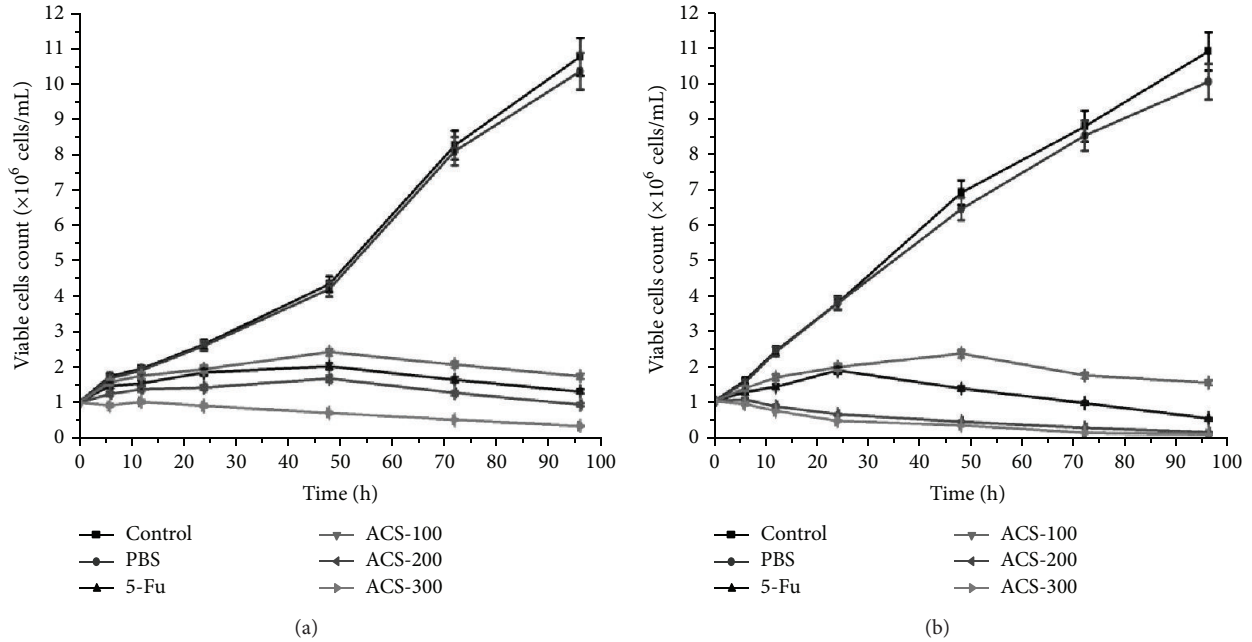 12
11
10
9
8
7
6
5
4
3
2
1
0
Viable cells count (×10⁶ cells/mL)
0 10 20 30 40 50 60 70 80 90 100
Time (h)
Control
PBS
5-Fu
ACS-100
ACS-200
ACS-300
(a)
12
11
10
9
8
7
6
5
4
3
2
1
0
Viable cells count (×10⁶ cells/mL)
0 10 20 30 40 50 60 70 80 90 100
Time (h)
Control
PBS
5-Fu
ACS-100
ACS-200
ACS-300
(b)